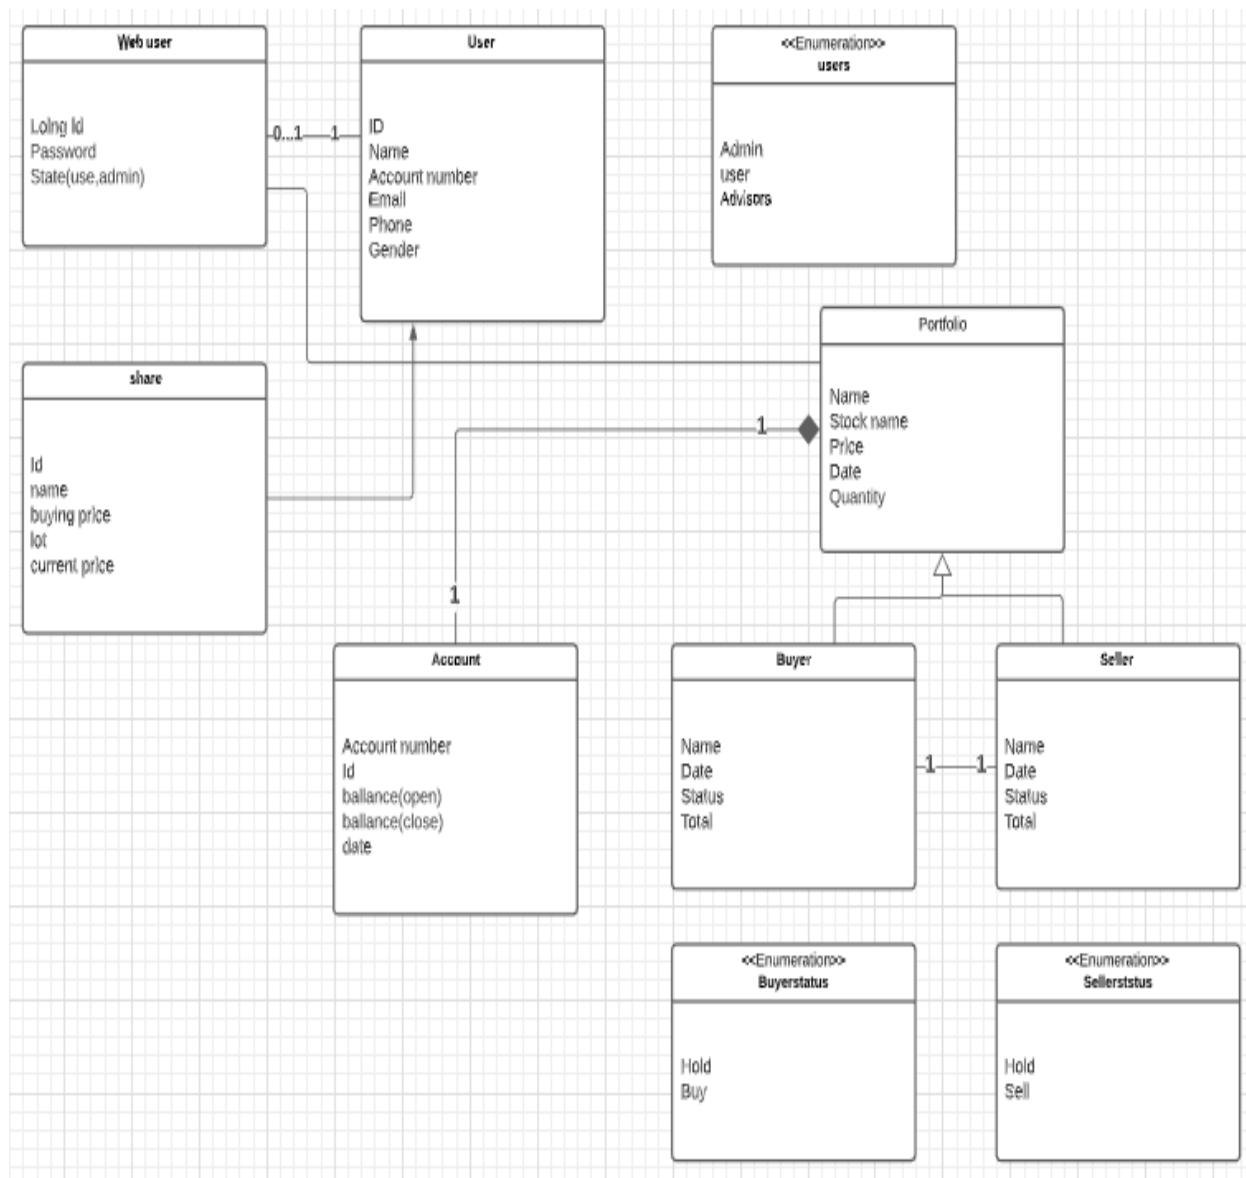 Web user
Loing Id
Password
State(use,admin)
0...1
1
User
ID
Name
Account number
Email
Phone
Gender
<<Enumeration>>
users
Admin
user
Advisors
share
Id
name
buying price
lot
current price
Portfolio
Name
Stock name
Price
Date
Quantity
1
1
Account
Account number
Id
ballance(open)
ballance(close)
date
Buyer
Name
Date
Status
Total
1
1
Seller
Name
Date
Status
Total
<<Enumeration>>
Buyerstatus
Hold
Buy
<<Enumeration>>
Sellerststus
Hold
Sell